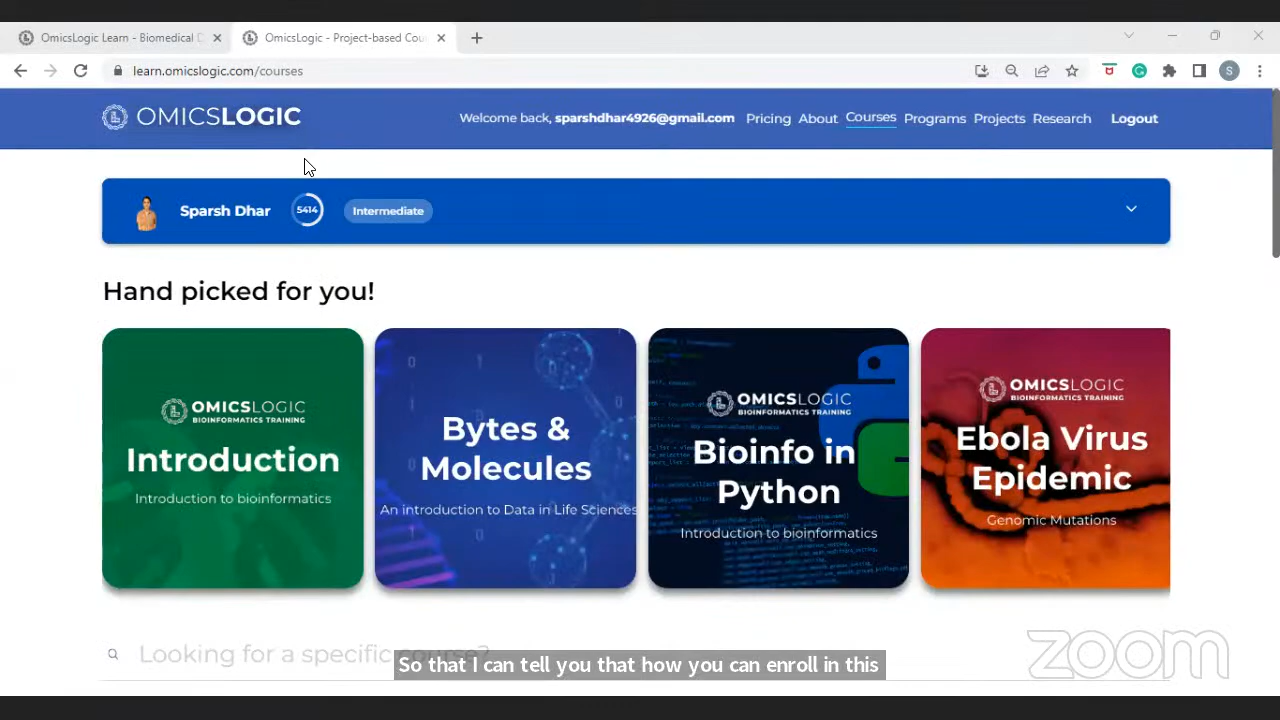 OmicsLogic Learn - Biomedical D
OmicsLogic - Project-based Cou
learn.omicslogic.com/courses
S
OMICSLOGIC
Welcome back, sparshdhar4926@gmail.com
Pricing
About
Courses
Programs
Projects
Research
Logout
Sparsh Dhar
5414
Intermediate
Hand picked for you!
OMICSLOGIC
BIOINFORMATICS TRAINING
Introduction
Introduction to bioinformatics
Bytes &
Molecules
An introduction to Data in Life Sciences
OMICSLOGIC
BIOINFORMATICS TRAINING
Bioinfo in
Python
Introduction to bioinformatics
OMICSLOGIC
BIOINFORMATICS TRAINING
Ebola Virus
Epidemic
Genomic Mutations
Looking for a specific course?
So that I can tell you that how you can enroll in this
zoom